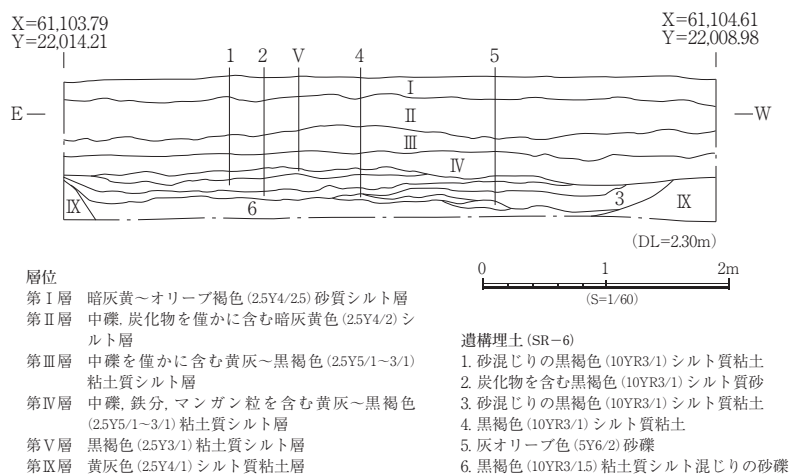 X=61,103.79
Y=22,014.21
X=61,104.61
Y=22,008.98
1 2 Ⅴ 4 5
Ⅰ
E
Ⅱ
W
Ⅲ
Ⅳ
Ⅸ
6
3
Ⅸ
(DL=2.30m)
0 1 2m
(S=1/60)
層位
第Ⅰ層 暗灰黄～オリーブ褐色(2.5Y4/2.5)砂質シルト層
第Ⅱ層 中礫, 炭化物を僅かに含む暗灰黄色(2.5Y4/2)シ
ルト層
第Ⅲ層 中礫を僅かに含む黄灰～黒褐色(2.5Y5/1~3/1)
粘土質シルト層
第Ⅳ層 中礫, 鉄分, マンガン粒を含む黄灰～黒褐色
(2.5Y5/1~3/1)粘土質シルト層
第Ⅴ層 黒褐色(2.5Y3/1)粘土質シルト層
第Ⅸ層 黄灰色(2.5Y4/1)シルト質粘土層
遺構埋土(SR−6)
1. 砂混じりの黒褐色(10YR3/1)シルト質粘土
2. 炭化物を含む黒褐色(10YR3/1)シルト質砂
3. 砂混じりの黒褐色(10YR3/1)シルト質粘土
4. 黒褐色(10YR3/1)シルト質粘土
5. 灰オリーブ色(5Y6/2)砂礫
6. 黒褐色(10YR3/1.5)粘土質シルト混じりの砂礫